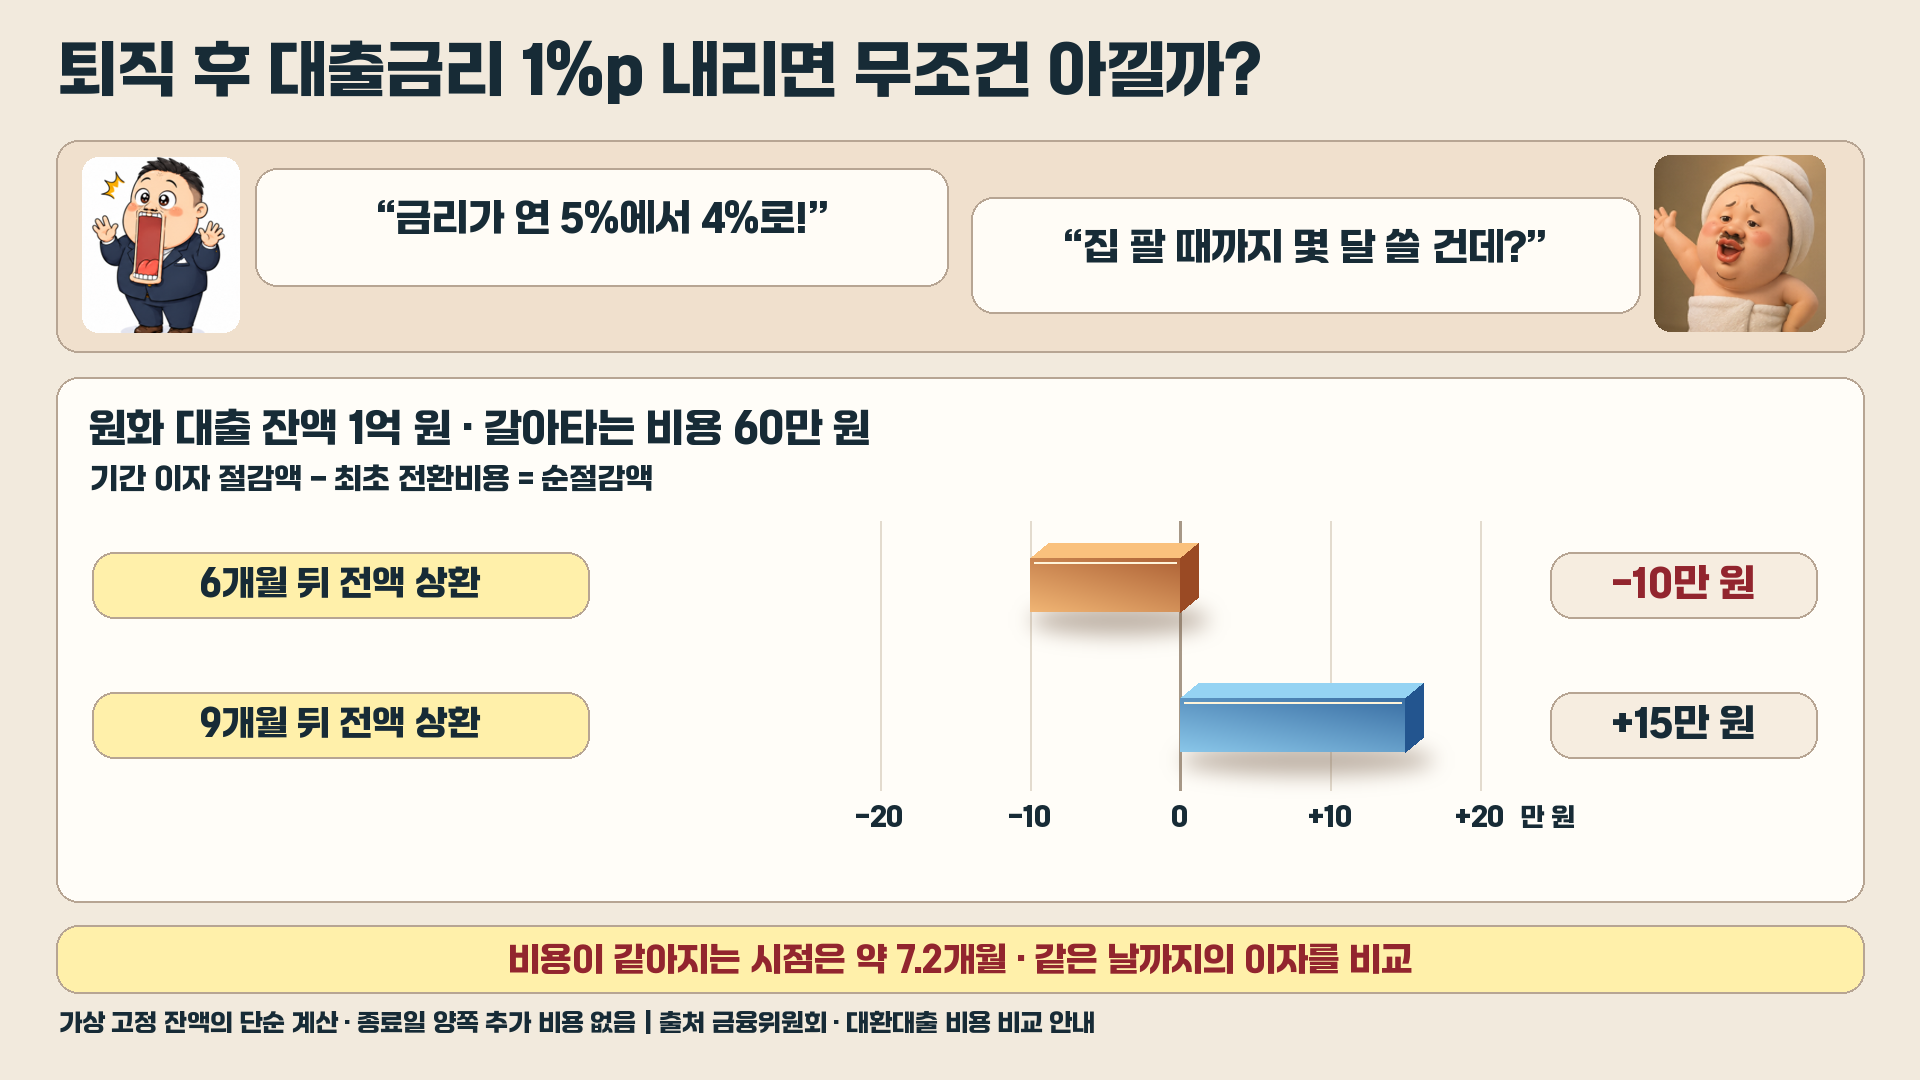 퇴직 후 대출금리 1%p 내리면 무조건 아낄까?
“금리가 연 5%에서 4%로!”
“집 팔 때까지 몇 달 쓸 건데?”
원화 대출 잔액 1억 원 · 갈아타는 비용 60만 원
기간 이자 절감액 − 최초 전환비용 = 순절감액
6개월 뒤 전액 상환
−10만 원
9개월 뒤 전액 상환
+15만 원
−20 −10 0 +10 +20 만 원
비용이 같아지는 시점은 약 7.2개월 · 같은 날까지의 이자를 비교
가상 고정 잔액의 단순 계산 · 종료일 양쪽 추가 비용 없음 | 출처 금융위원회 · 대환대출 비용 비교 안내